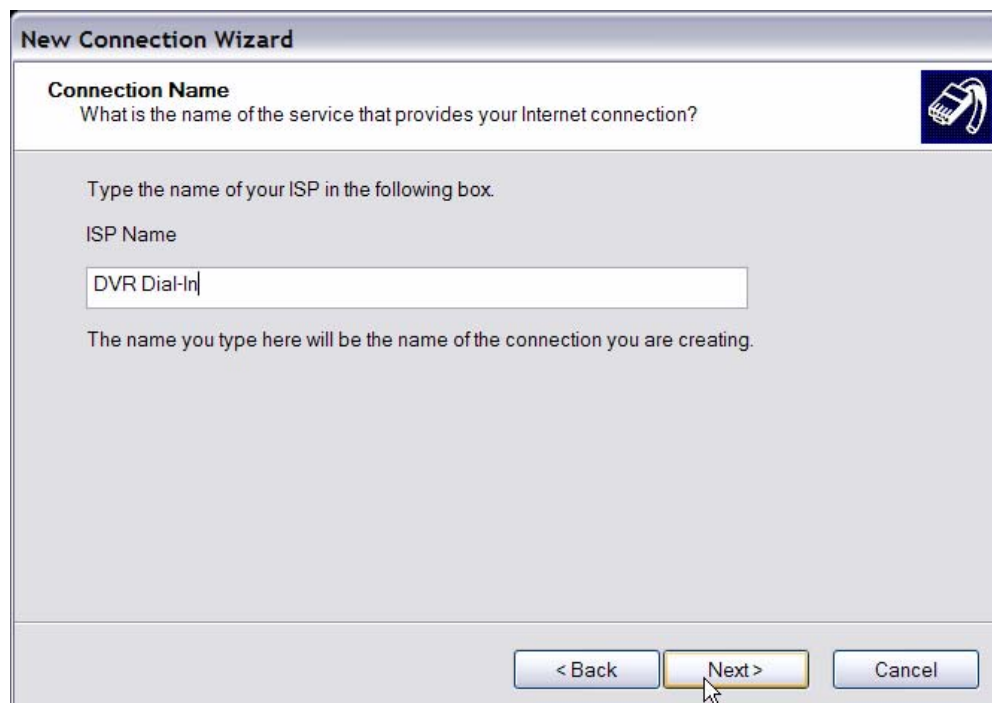 New Connection Wizard
Connection Name
What is the name of the service that provides your Internet connection?
Type the name of your ISP in the following box.
ISP Name
DVR Dial-In
The name you type here will be the name of the connection you are creating.
< Back Next > Cancel